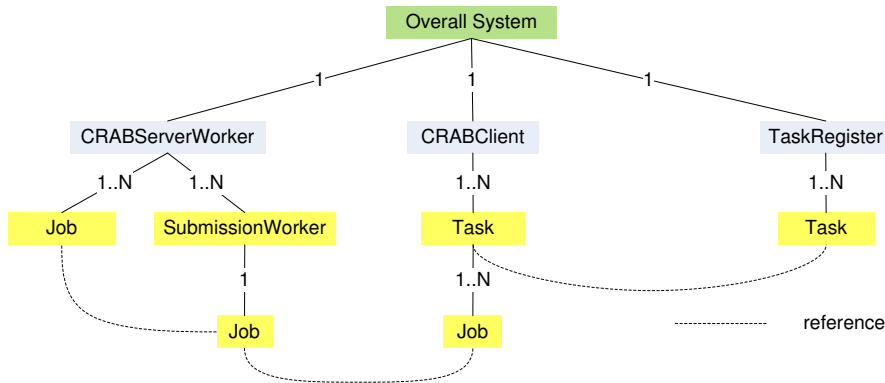 Overall System
1
1
1
CRABServerWorker
CRABClient
TaskRegister
1..N
1..N
1..N
1..N
Job
SubmissionWorker
Task
Task
1
1..N
Job
Job
reference